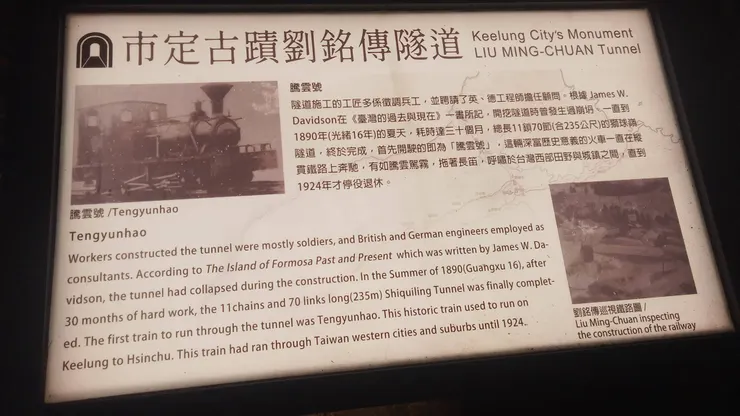 市定古蹟劉銘傳隧道
Keelung City's Monument
LIU MING-CHUAN Tunnel
騰雲號
隧道施工的工匠多係徵調兵工，並聘請了英、德工程師擔任顧問。根據 James W.
Davidson在《臺灣的過去與現在》一書所記，開挖隧道時曾發生過崩坍，一直到
1890年(光緒16年)的夏天，耗時達三十個月，總長11鎖70節(合235公尺)的獅球嶺
隧道，終於完成，首先開駛的即為「騰雲號」，這輛深富歷史意義的火車一直在縱
貫鐵路上奔馳，有如騰雲駕霧，拖著長笛，呼嘯於台灣西部田野與城鎮之間，直到
1924年才停役退休。
騰雲號 /Tengyunhao
Tengyunhao
Workers constructed the tunnel were mostly soldiers, and British and German engineers employed as
consultants. According to The Island of Formosa Past and Present which was written by James W. Da-
vidson, the tunnel had collapsed during the construction. In the Summer of 1890(Guangxu 16), after
30 months of hard work, the 11chains and 70 links long(235m) Shiquiling Tunnel was finally complet-
ed. The first train to run through the tunnel was Tengyunhao. This historic train used to run on
Keelung to Hsinchu. This train had ran through Taiwan western cities and suburbs until 1924.
劉銘傳巡視鐵路圖 /
Liu Ming-Chuan inspecting
the construction of the railway